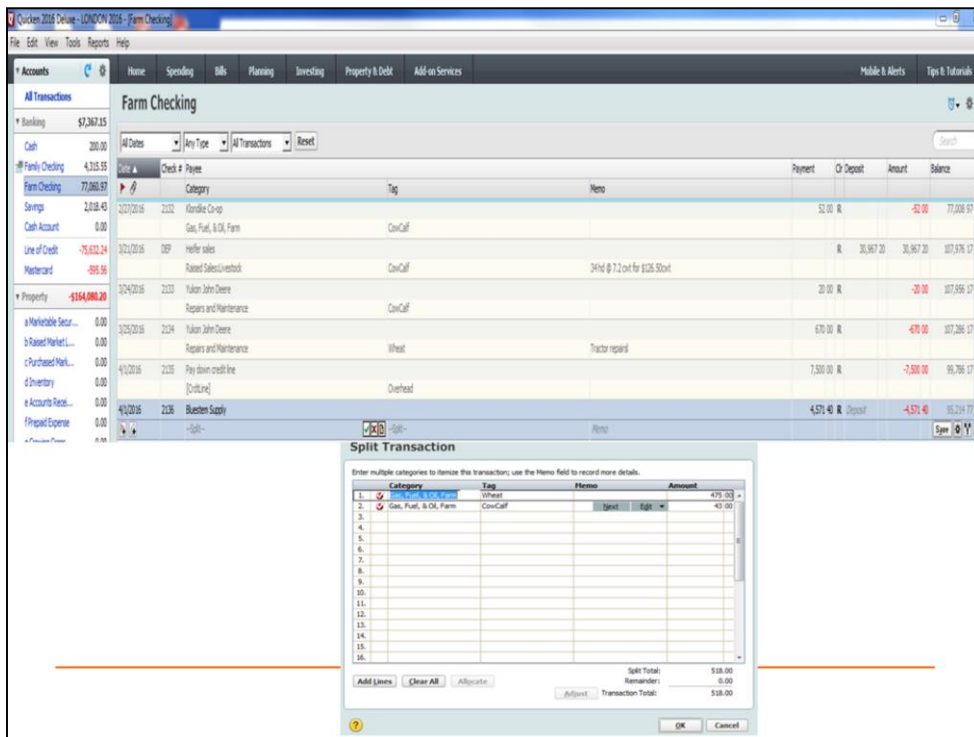 Quicken 2016 Deluxe - LONDON 2016 - [Farm Checking]
File Edit View Tools Reports Help
Accounts Home Spending Bills Planning Investing Property & Debt Add-on Services Mobile & Alerts Tips & Tutorials
All Transactions
Banking $7,367.15
Cash 200.00
Family Checking 4,315.55
Farm Checking 77,060.97
Savings 2,018.43
Cash Account 0.00
Line of Credit -75,632.24
Mastercard -595.56
Property -$164,080.20
a Marketable Secur... 0.00
b Raised Market L... 0.00
c Purchased Mark... 0.00
d Inventory 0.00
e Accounts Recei... 0.00
f Prepaid Expense 0.00
Farm Checking
All Dates Any Type All Transactions Reset Search
Date Check # Payee Payment Clr Deposit Amount Balance
Category Tag Memo
2132 Klondike Co-op 52 00 R -52 00 77,008 97
Gas, Fuel, & Oil, Farm CowCalf
3/21/2016 DEP Heifer sales R 30,967 20 30,967 20 107,976 17
Raised Sales:Livestock CowCalf 34hd @ 7.2 cwt for $126.50cwt
3/24/2016 2133 Yukon John Deere 20 00 R -20 00 107,956 17
Repairs and Maintenance CowCalf
3/25/2016 2134 Yukon John Deere 670 00 R -670 00 107,286 17
Repairs and Maintenance Wheat Tractor repairsl
4/1/2016 2135 Pay down credit line 7,500 00 R -7,500 00 99,786 17
[CrdtLine] Overhead
4/1/2016 2136 Bluestem Supply 4,571 40 R Deposit -4,571 40 95,214 77
--Split-- --Split-- Memo Save
Split Transaction
Enter multiple categories to itemize this transaction; use the Memo field to record more details.
Category Tag Memo Amount
1. Gas, Fuel, & Oil, Farm Wheat 475 00
2. Gas, Fuel, & Oil, Farm CowCalf Next Edit 43 00
3.
4.
5.
6.
7.
8.
9.
10.
11.
12.
13.
14.
15.
16.
Split Total: 518.00
Add Lines Clear All Allocate Remainder: 0.00
Adjust Transaction Total: 518.00
OK Cancel